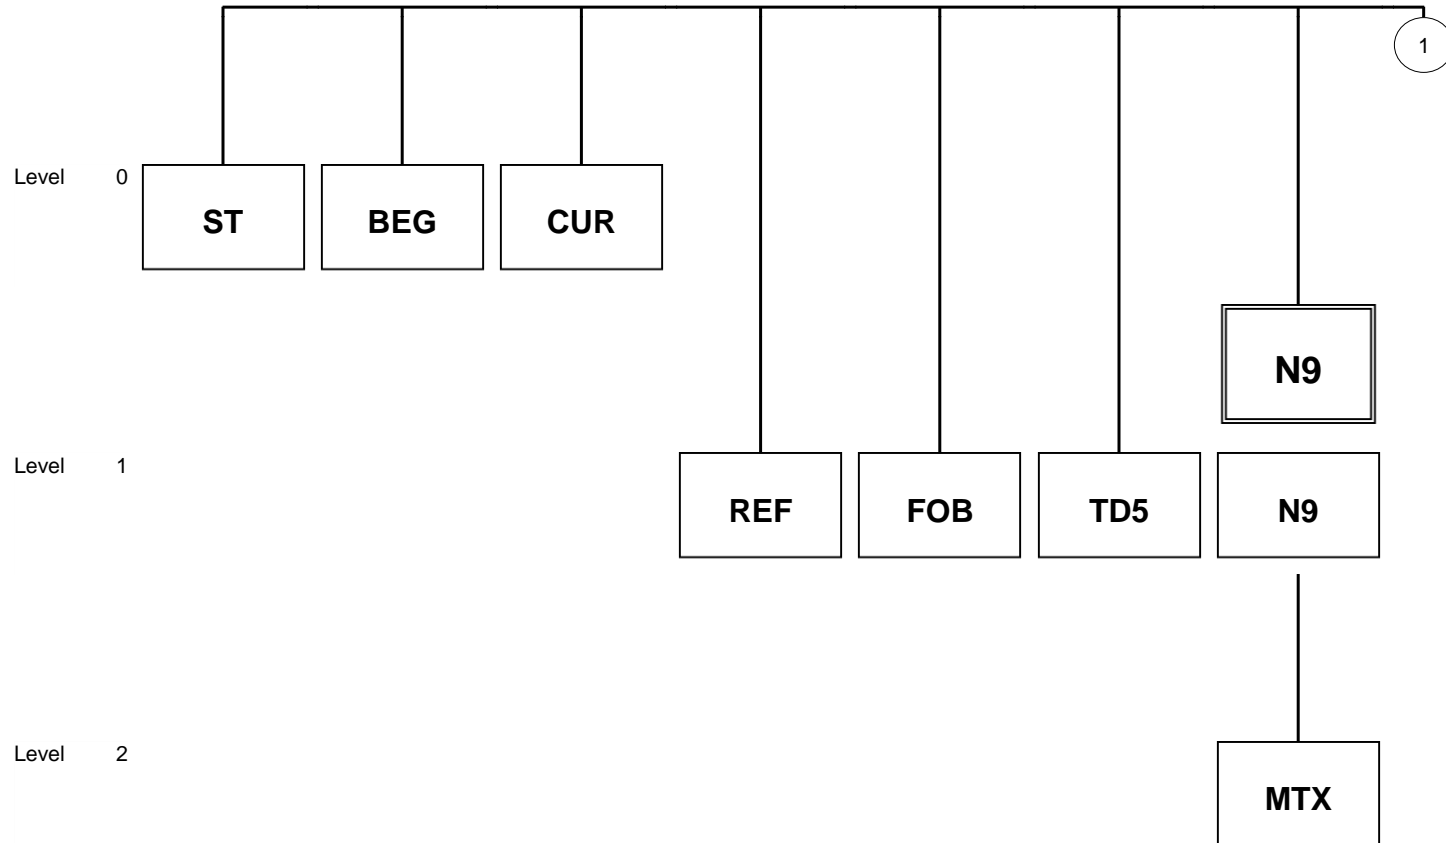 1
Level 0
ST BEG CUR
N9
Level 1
REF FOB TD5 N9
Level 2
MTX